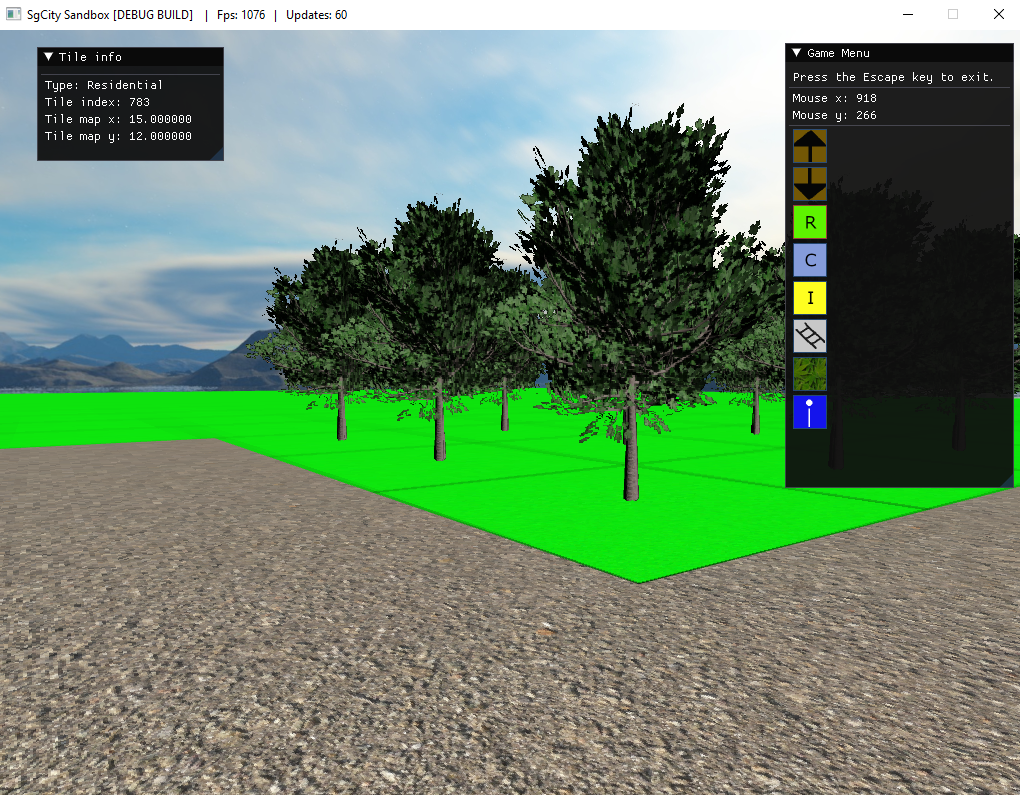 SgCity Sandbox [DEBUG BUILD]   |   Fps: 1076   |   Updates: 60
Tile info
Type: Residential
Tile index: 783
Tile map x: 15.000000
Tile map y: 12.000000
Game Menu
Press the Escape key to exit.
Mouse x: 918
Mouse y: 266
R
C
I